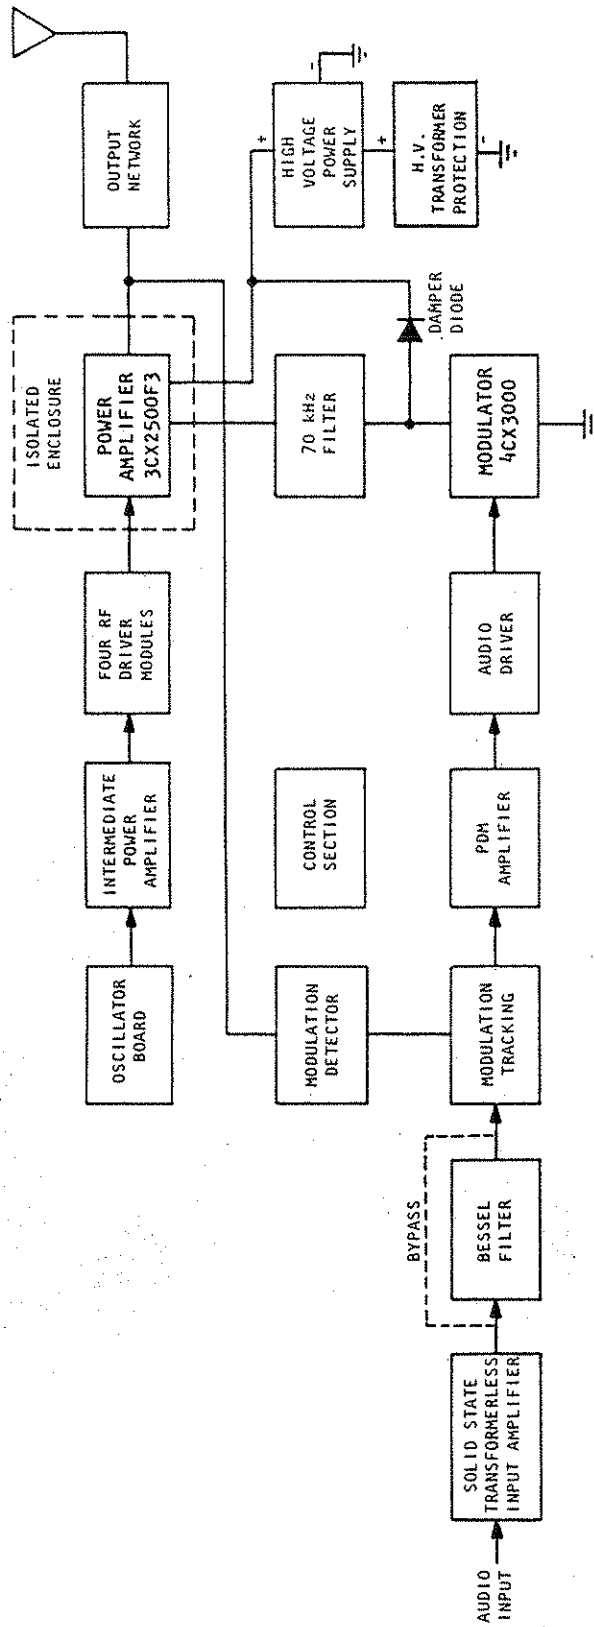 ISOLATED
ENCLOSURE
OSCILLATOR
BOARD
INTERMEDIATE
POWER
AMPLIFIER
FOUR RF
DRIVER
MODULES
POWER
AMPLIFIER
3CX2500F3
OUTPUT
NETWORK
MODULATION
DETECTOR
CONTROL
SECTION
70 kHz
FILTER
+
HIGH
VOLTAGE
POWER
SUPPLY
-
+
H.V.
TRANSFORMER
PROTECTION
-
DAMPER
DIODE
BYPASS
AUDIO
INPUT
SOLID STATE
TRANSFORMERLESS
INPUT AMPLIFIER
BESSEL
FILTER
MODULATION
TRACKING
PDM
AMPLIFIER
AUDIO
DRIVER
MODULATOR
4CX3000